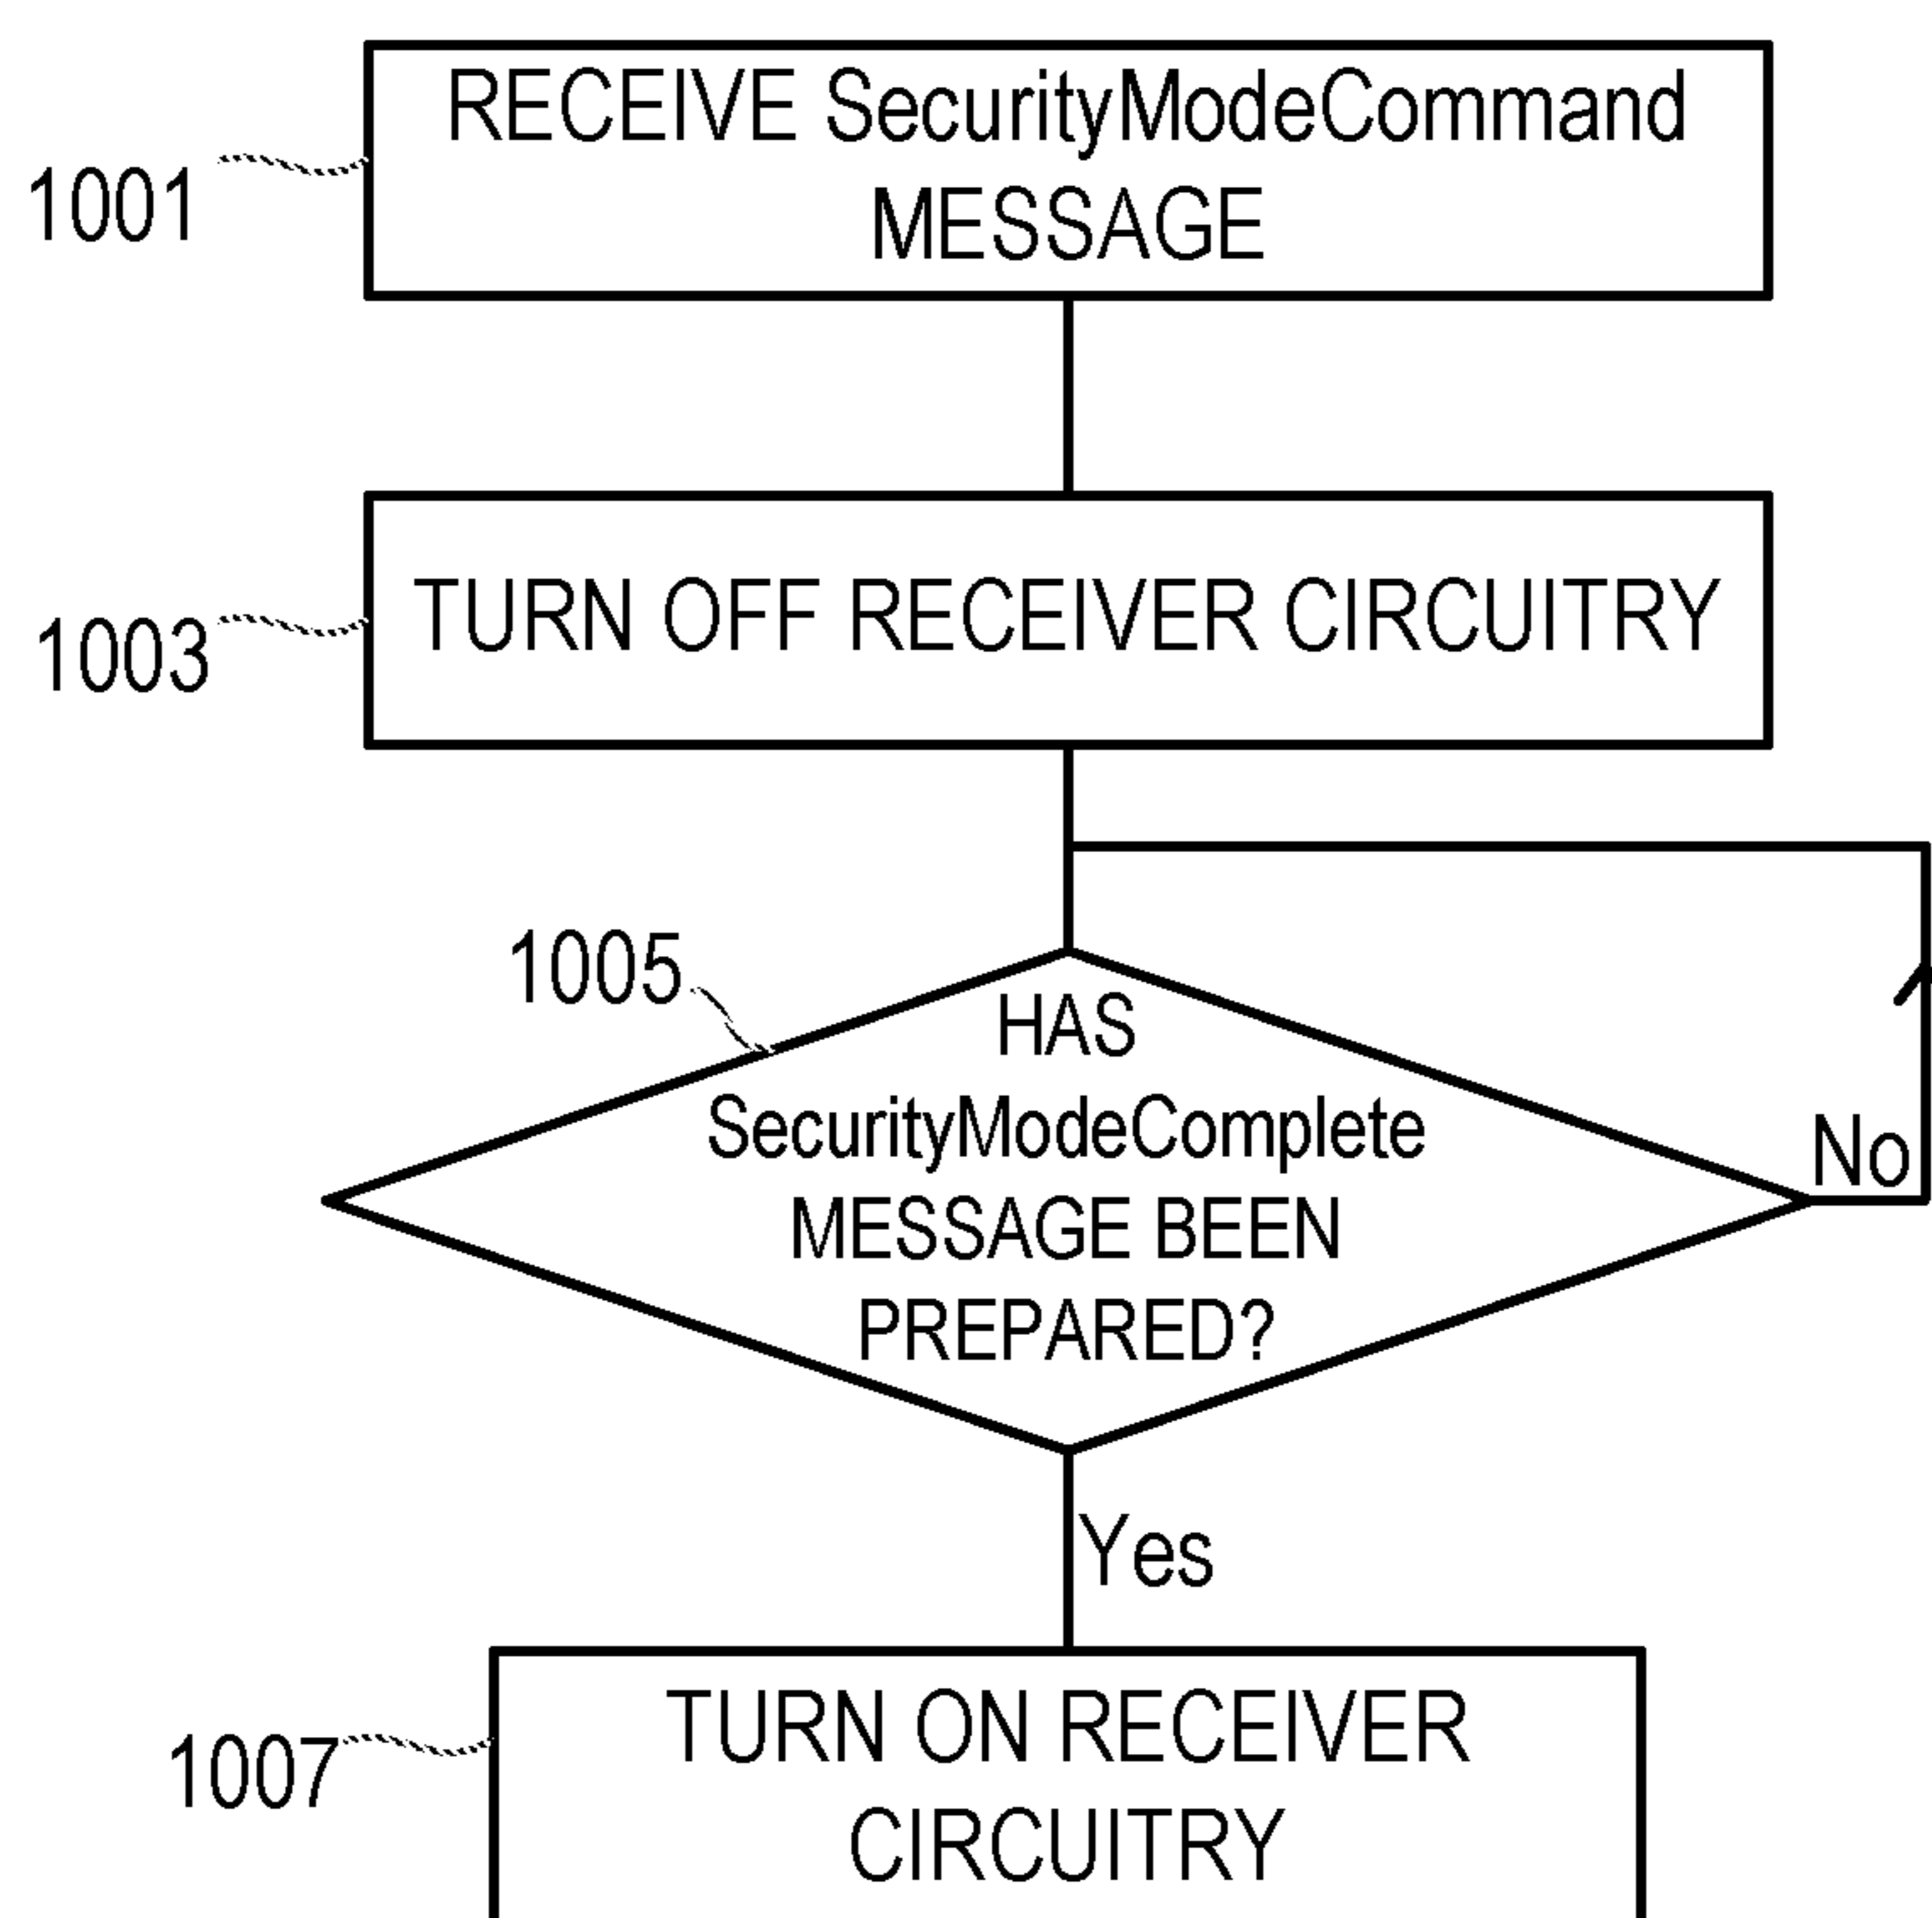 RECEIVE SecurityModeCommand
MESSAGE
1001
TURN OFF RECEIVER CIRCUITRY
1003
1005
HAS
SecurityModeComplete
MESSAGE BEEN
PREPARED?
No
Yes
TURN ON RECEIVER
CIRCUITRY
1007